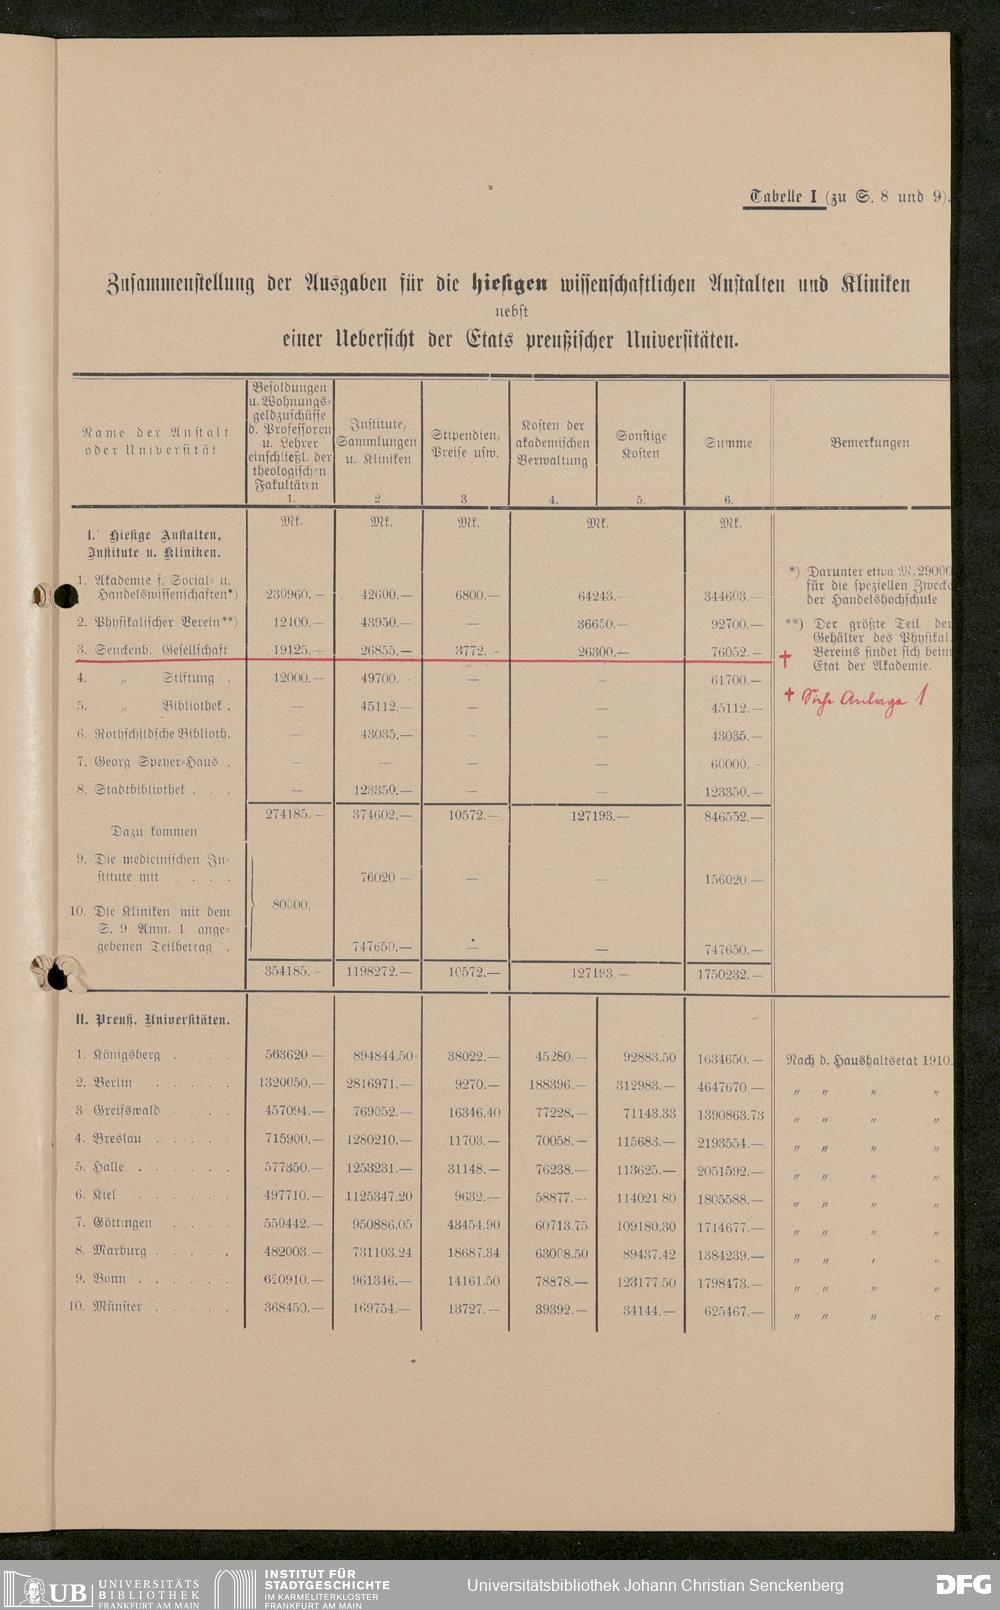 Tabelle I (zu S. 8 und 9).
Zusammenstellung der Ausgaben für die hiesigen wissenschaftlichen Anstalten und Kliniken
nebst
einer Uebersicht der Etats preußischer Universitäten.
Name der Anstalt oder Universität | Besoldungen u. Wohnungsgeldzuschüsse d. Professoren u. Lehrer einschließl. der theologischen Fakultäten 1. | Institute, Sammlungen u. Kliniken 2 | Stipendien, Preise usw. 3 | Kosten der akademischen Verwaltung 4. | Sonstige Kosten 5. | Summe 6. | Bemerkungen
Mk. Mk. Mk. Mk. Mk.
I. Hiesige Anstalten,
Institute u. Kliniken.
1. Akademie f. Social- u.
Handelswissenschaften*) 230960.— 42600.— 6800.— 64243.— 344603.—
2. Physikalischer Verein**) 12100.— 43950.— — 36650.— 92700.—
3. Senckenb. Gesellschaft 19125.— 26855.— 3772.— 26300.— 76052.—
4. „ Stiftung . 12000.— 49700.— — — 61700.—
5. „ Bibliothek . — 45112.— — — 45112.—
6. Rothschildsche Biblioth. — 43035.— — — 43035.—
7. Georg Speyer-Haus . — — — — 60000.—
8. Stadtbibliothek . . . — 123350.— — — 123350.—
274185.— 374602.— 10572.— 127193.— 846552.—
Dazu kommen
9. Die medicinischen In-
stitute mit . . . . 76020 — — — 156020 —
80000.
10. Die Kliniken mit dem
S. 9 Anm. 1 ange-
gebenen Teilbetrag . 747650.— — — 747650.—
354185.— 1198272.— 10572.— 127193.— 1750232.—
*) Darunter etwa M. 29000
für die speziellen Zwecke
der Handelshochschule
**) Der größte Teil der
Gehälter des Physikal.
Vereins findet sich beim
Etat der Akademie.
† Siehe Anlage 1
II. Preuß. Universitäten.
1. Königsberg . . . . 563620 — 894844.50 38022.— 45280.— 92883.50 1634650.— Nach d. Haushaltsetat 1910.
2. Berlin . . . . . 1320050.— 2816971.— 9270.— 188396.— 312983.— 4647670.— „ „ „ „
3 Greifswald . . . . 457094.— 769052.— 16346.40 77228.— 71143.33 1390863.73 „ „ „ „
4. Breslau . . . . . 715900.— 1280210.— 11703.— 70058.— 115683.— 2193554.— „ „ „ „
5. Halle . . . . . . 577350.— 1253231.— 31148.— 76238.— 113625.— 2051592.— „ „ „ „
6. Kiel . . . . . . 497710.— 1125347.20 9632.— 58877.— 114021 80 1805588.— „ „ „ „
7. Göttingen . . . . 550442.— 950886.05 43454.90 60713.75 109180.30 1714677.— „ „ „ „
8. Marburg . . . . . 482003.— 731103.24 18687.34 63008.50 89437.42 1384239.— „ „ „ „
9. Bonn . . . . . . 620910.— 961346.— 14161.50 78878.— 123177.50 1798473.— „ „ „ „
10. Münster . . . . . 368450.— 169754.— 13727.— 39392.— 34144.— 625467.— „ „ „ „
UB UNIVERSITÄTS
BIBLIOTHEK
FRANKFURT AM MAIN
INSTITUT FÜR
STADTGESCHICHTE
IM KARMELITERKLOSTER
FRANKFURT AM MAIN
Universitätsbibliothek Johann Christian Senckenberg
DFG